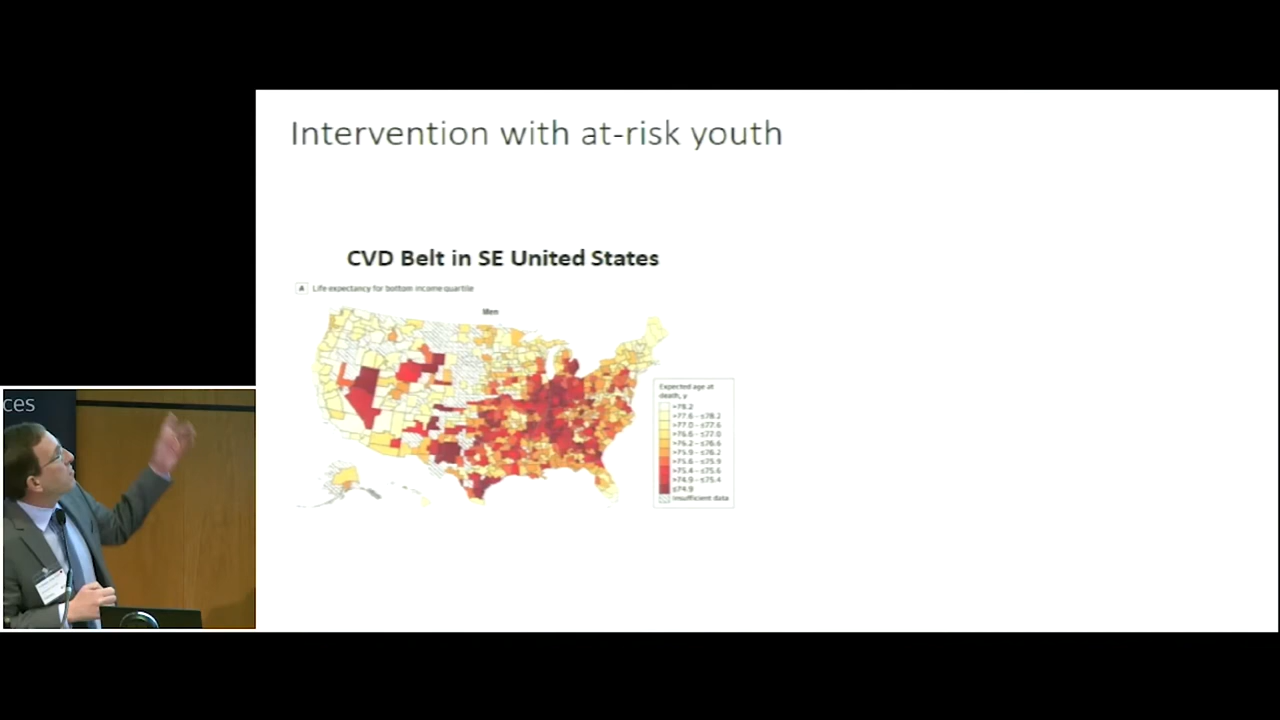 Intervention with at-risk youth
CVD Belt in SE United States
A Life expectancy for bottom income quartile
Men
Expected age at
death, y
>78.2
>77.6 - ≤78.2
>77.0 - ≤77.6
>76.6 - ≤77.0
>76.2 - ≤76.6
>75.9 - ≤76.2
>75.6 - ≤75.9
>75.4 - ≤75.6
>74.9 - ≤75.4
≤74.9
Insufficient data
ces